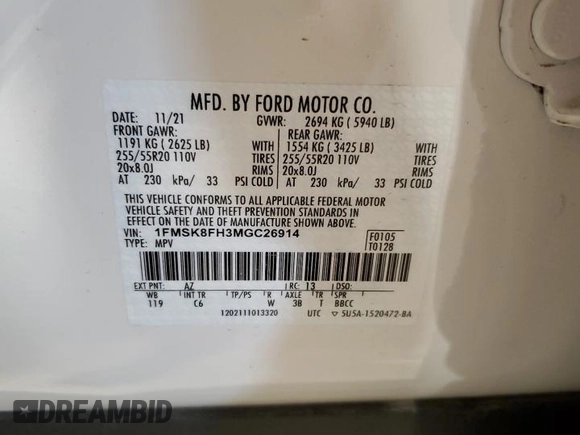 MFD. BY FORD MOTOR CO.
DATE: 11/21 GVWR: 2694 KG ( 5940 LB)
FRONT GAWR: REAR GAWR:
1191 KG ( 2625 LB) WITH 1554 KG ( 3425 LB) WITH
255/55R20 110V TIRES 255/55R20 110V TIRES
20x8.0J RIMS 20x8.0J RIMS
AT 230 kPa/ 33 PSI COLD AT 230 kPa/ 33 PSI COLD
THIS VEHICLE CONFORMS TO ALL APPLICABLE FEDERAL MOTOR
VEHICLE SAFETY AND THEFT PREVENTION STANDARDS IN
EFFECT ON THE DATE OF MANUFACTURE SHOWN ABOVE.
VIN: 1FMSK8FH3MGC26914 F0105
TYPE: MPV T0128
EXT PNT: AZ RC: 13 DSO:
WB INT TR TP/PS R AXLE TR SPR
119 C6 W 3B T BBCC
1202111013320 UTC ▽ 5U5A-1520472-BA
DREAMBID